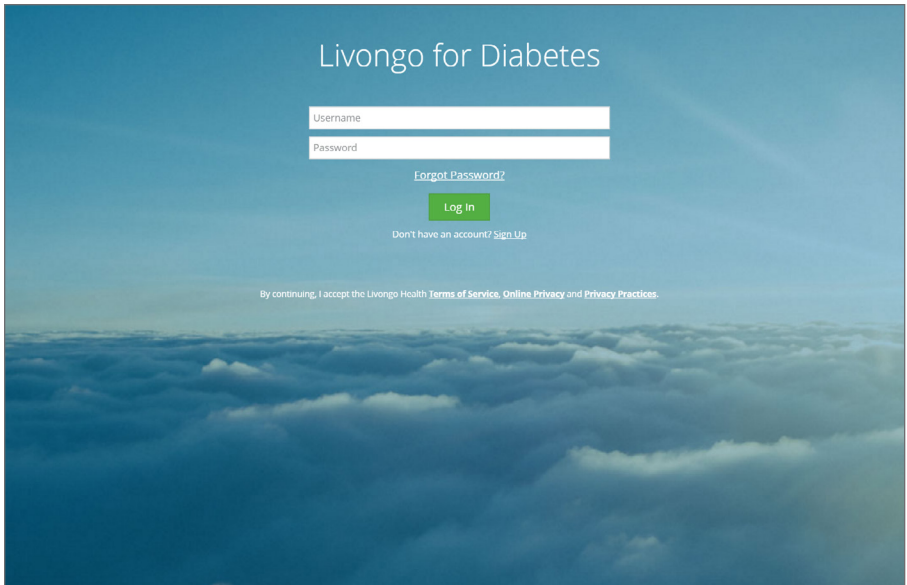 Livongo for Diabetes
Username
Password
Forgot Password?
Log In
Don't have an account? Sign Up
By continuing, I accept the Livongo Health Terms of Service, Online Privacy and Privacy Practices.